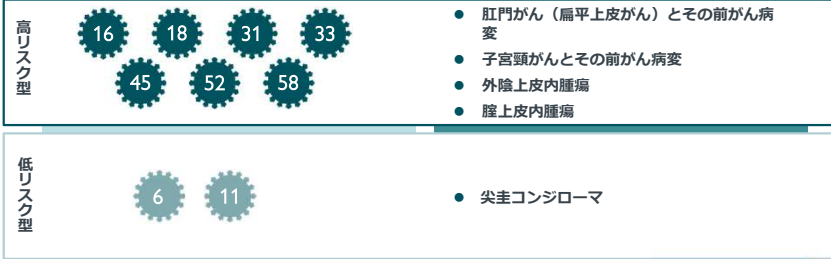 高リスク型
16 18 31 33
45 52 58
● 肛門がん（扁平上皮がん）とその前がん病
変
● 子宮頸がんとその前がん病変
● 外陰上皮内腫瘍
● 腟上皮内腫瘍
低リスク型
6 11
● 尖圭コンジローマ